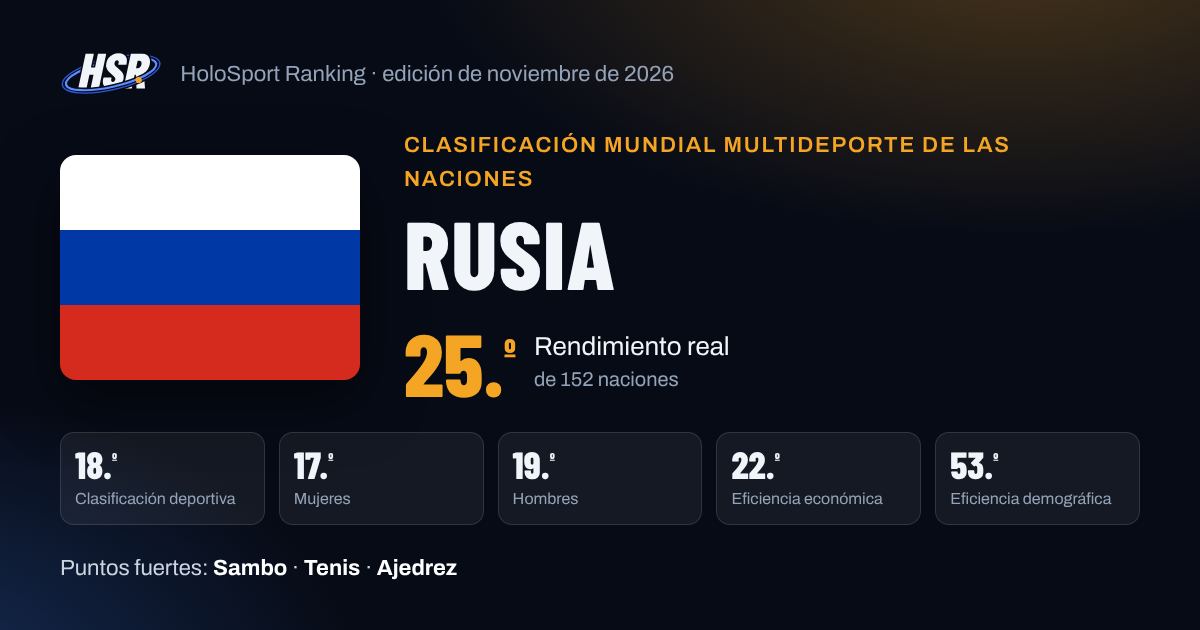 HSR
HoloSport Ranking · edición de noviembre de 2026
CLASIFICACIÓN MUNDIAL MULTIDEPORTE DE LAS
NACIONES
RUSIA
25.º Rendimiento real
de 152 naciones
18.º
Clasificación deportiva
17.º
Mujeres
19.º
Hombres
22.º
Eficiencia económica
53.º
Eficiencia demográfica
Puntos fuertes: Sambo · Tenis · Ajedrez